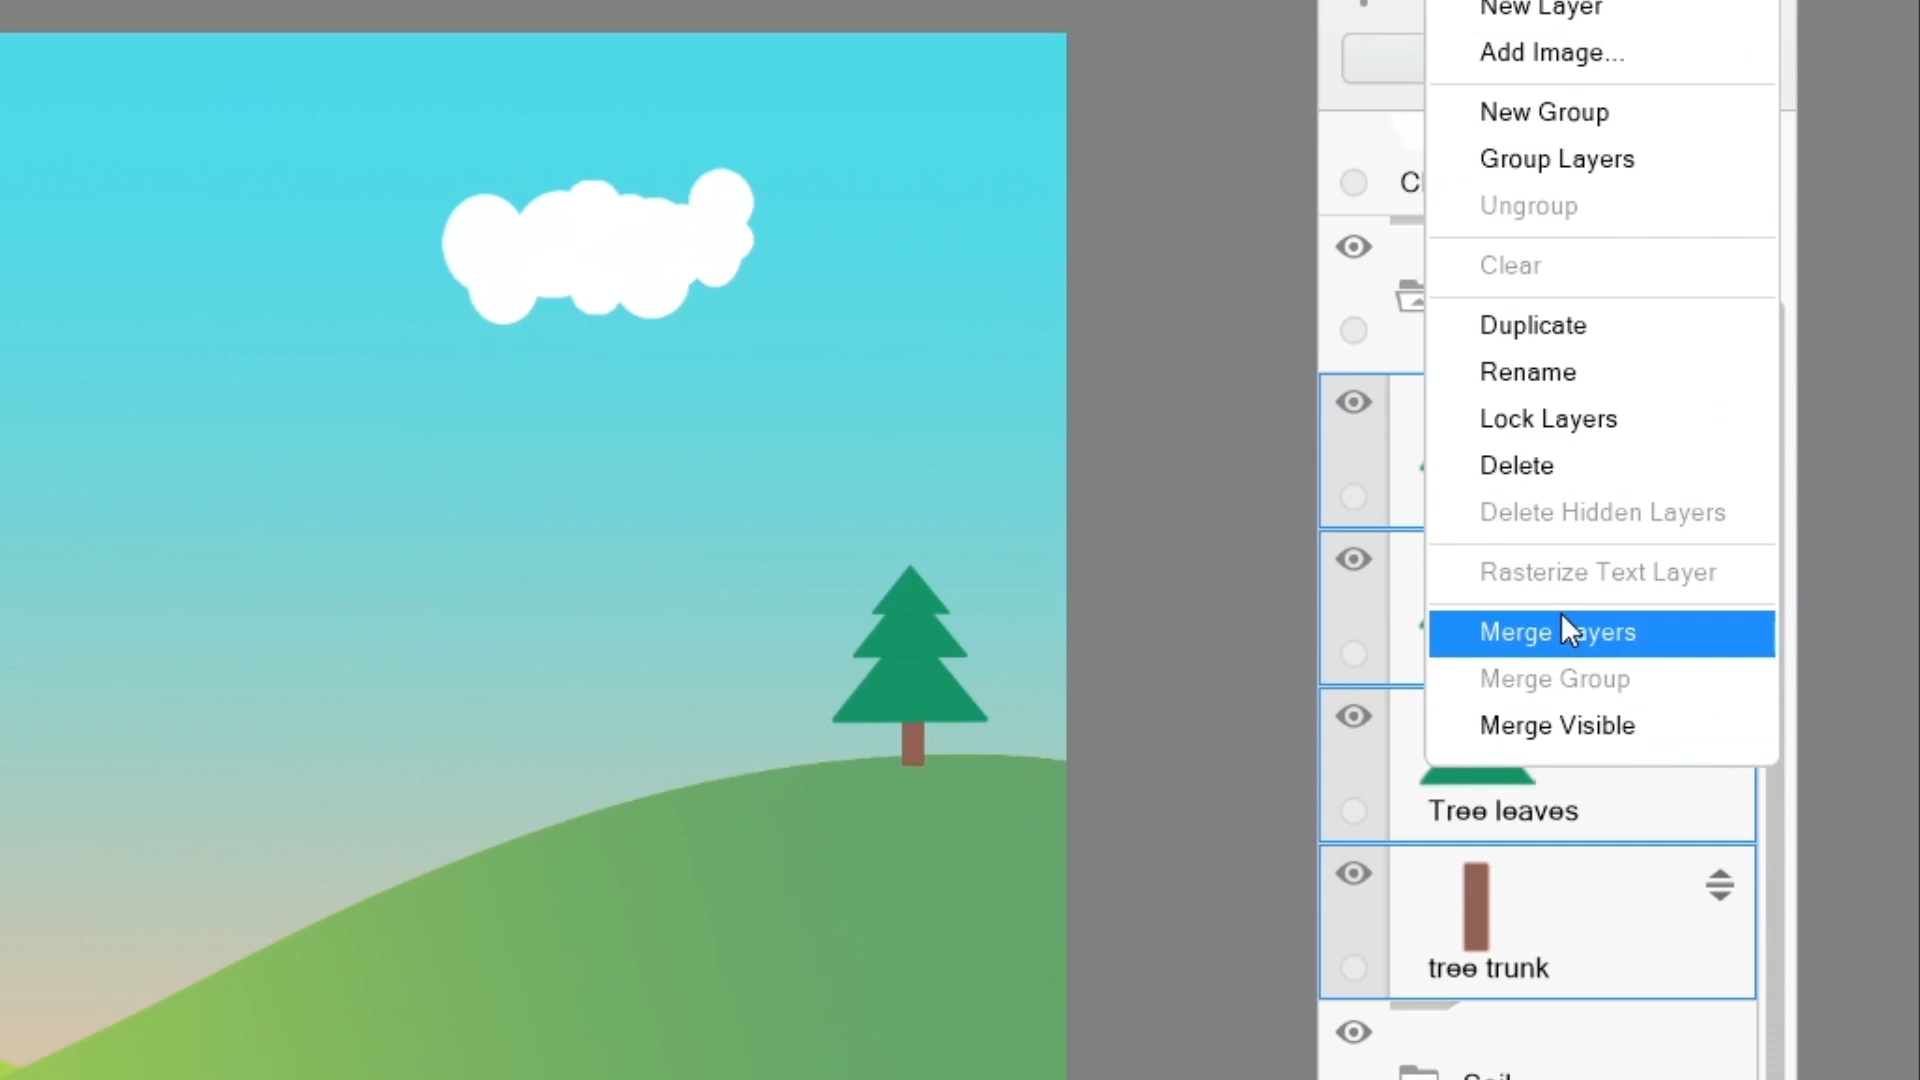 New Layer
Add Image...
New Group
Group Layers
Ungroup
Clear
Duplicate
Rename
Lock Layers
Delete
Delete Hidden Layers
Rasterize Text Layer
Merge Layers
Merge Group
Merge Visible
Tree leaves
tree trunk